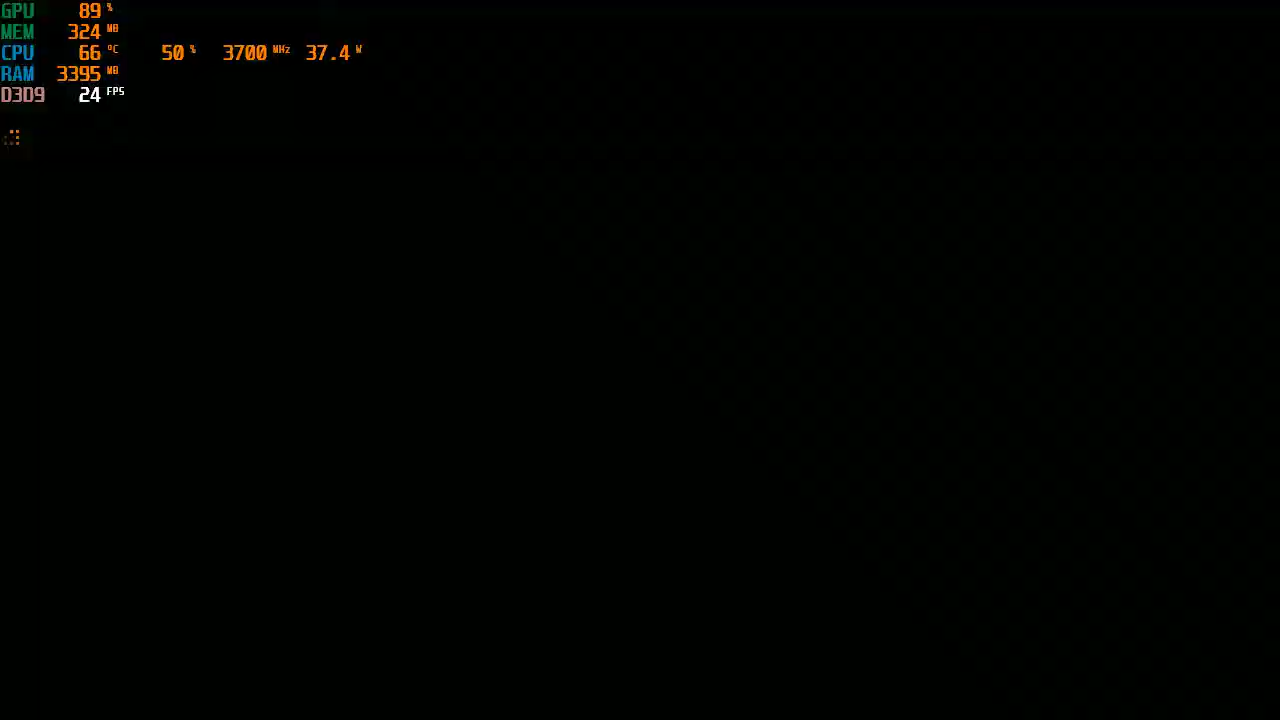 GPU 89 %
MEM 324 MB
CPU 66 °C 50 % 3700 MHz 37.4 W
RAM 3395 MB
D3D9 24 FPS